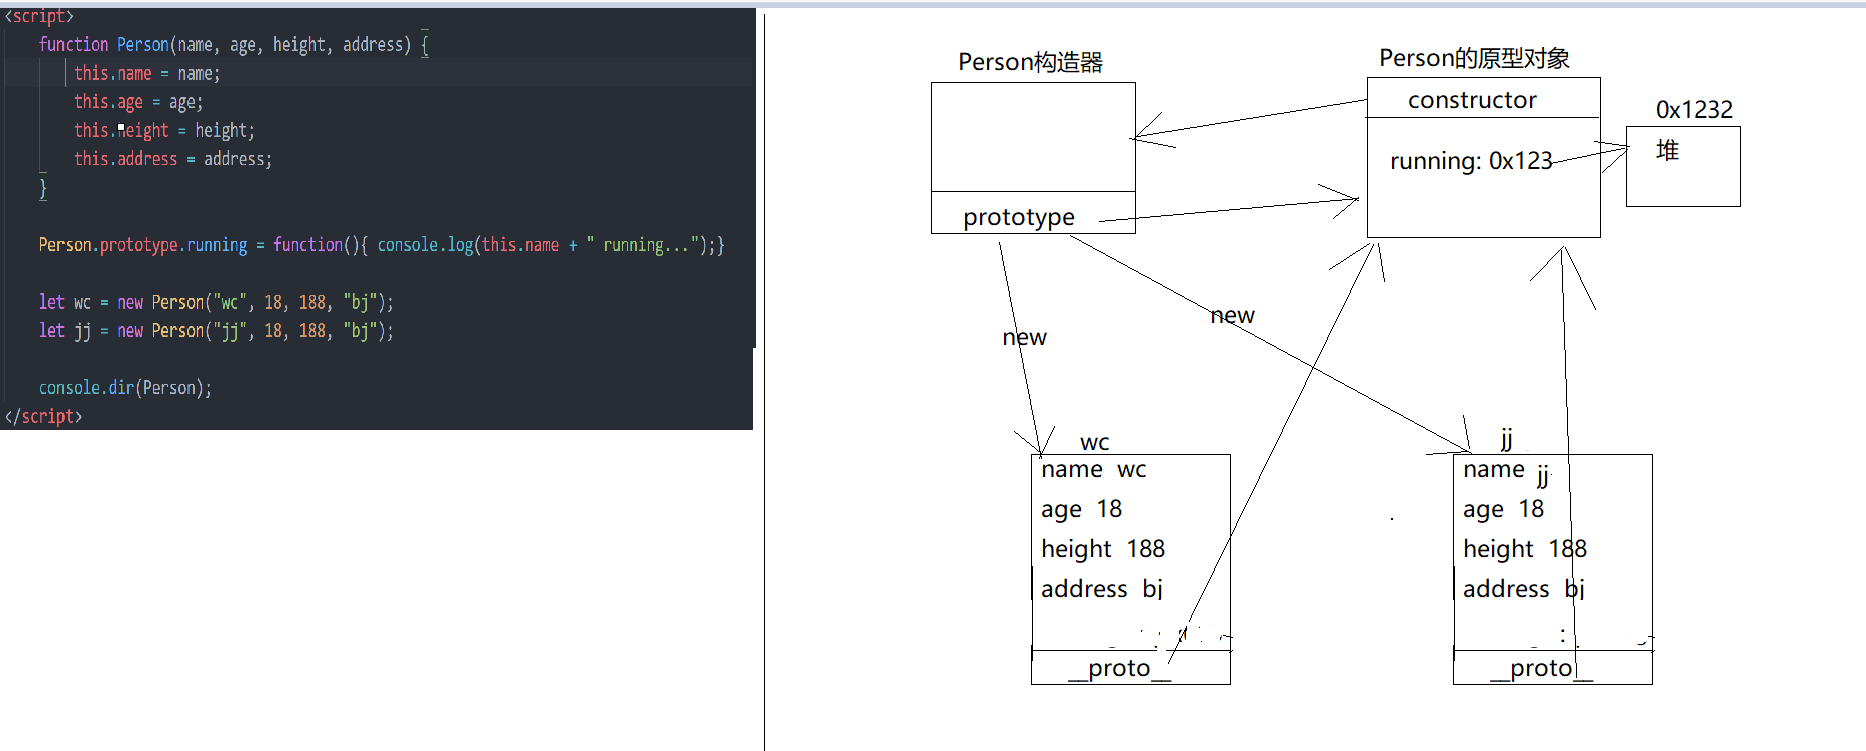 <script>
function Person(name, age, height, address) {
this.name = name;
this.age = age;
this.height = height;
this.address = address;
}
Person.prototype.running = function(){ console.log(this.name + " running...");}
let wc = new Person("wc", 18, 188, "bj");
let jj = new Person("jj", 18, 188, "bj");
console.dir(Person);
</script>
Person构造器
prototype
Person的原型对象
constructor
running: 0x123
0x1232
堆
new
new
wc
name wc
age 18
height 188
address bj
__proto__
jj
name jj
age 18
height 188
address bj
__proto__